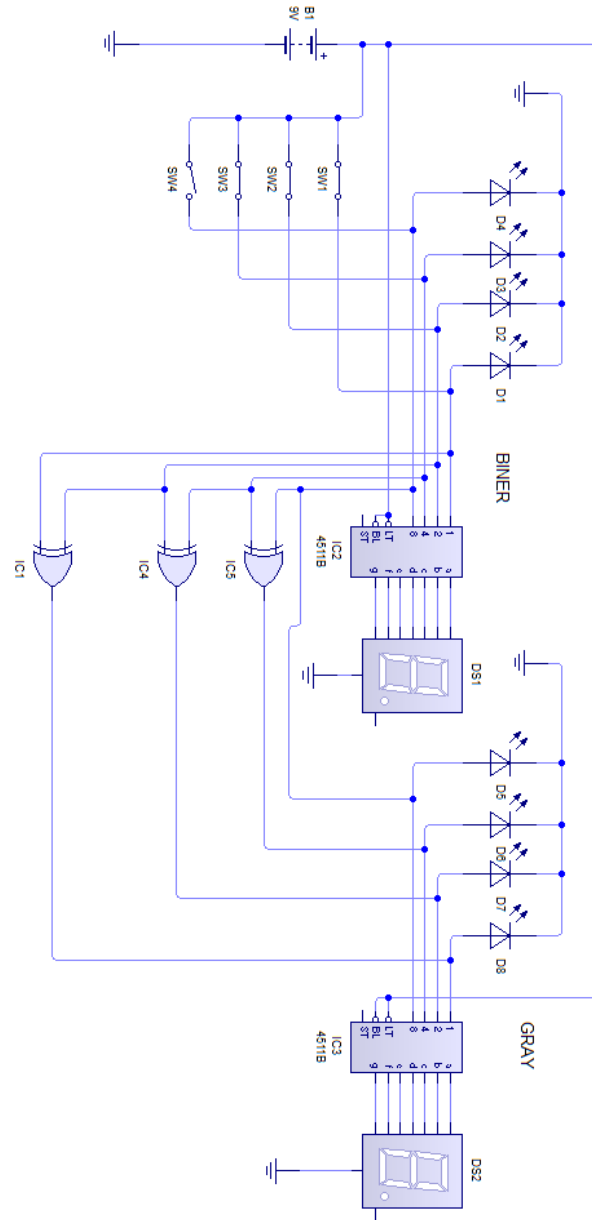 B1
9V
+
SW1
SW2
SW3
SW4
D4
D3
D2
D1
BINER
1
2
4
8
LT
BL
ST
a
b
c
d
e
f
g
IC2
4511B
DS1
IC5
IC4
IC1
D5
D6
D7
D8
GRAY
1
2
4
8
LT
BL
ST
a
b
c
d
e
f
g
IC3
4511B
DS2